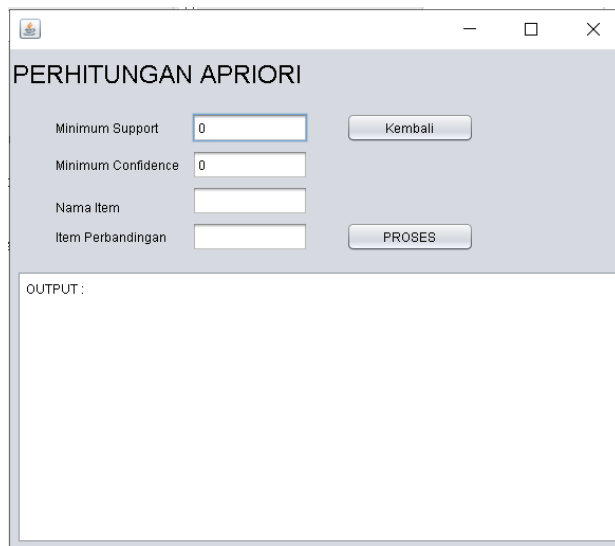 PERHITUNGAN APRIORI
Minimum Support 0 Kembali
Minimum Confidence 0
Nama Item
Item Perbandingan PROSES
OUTPUT :